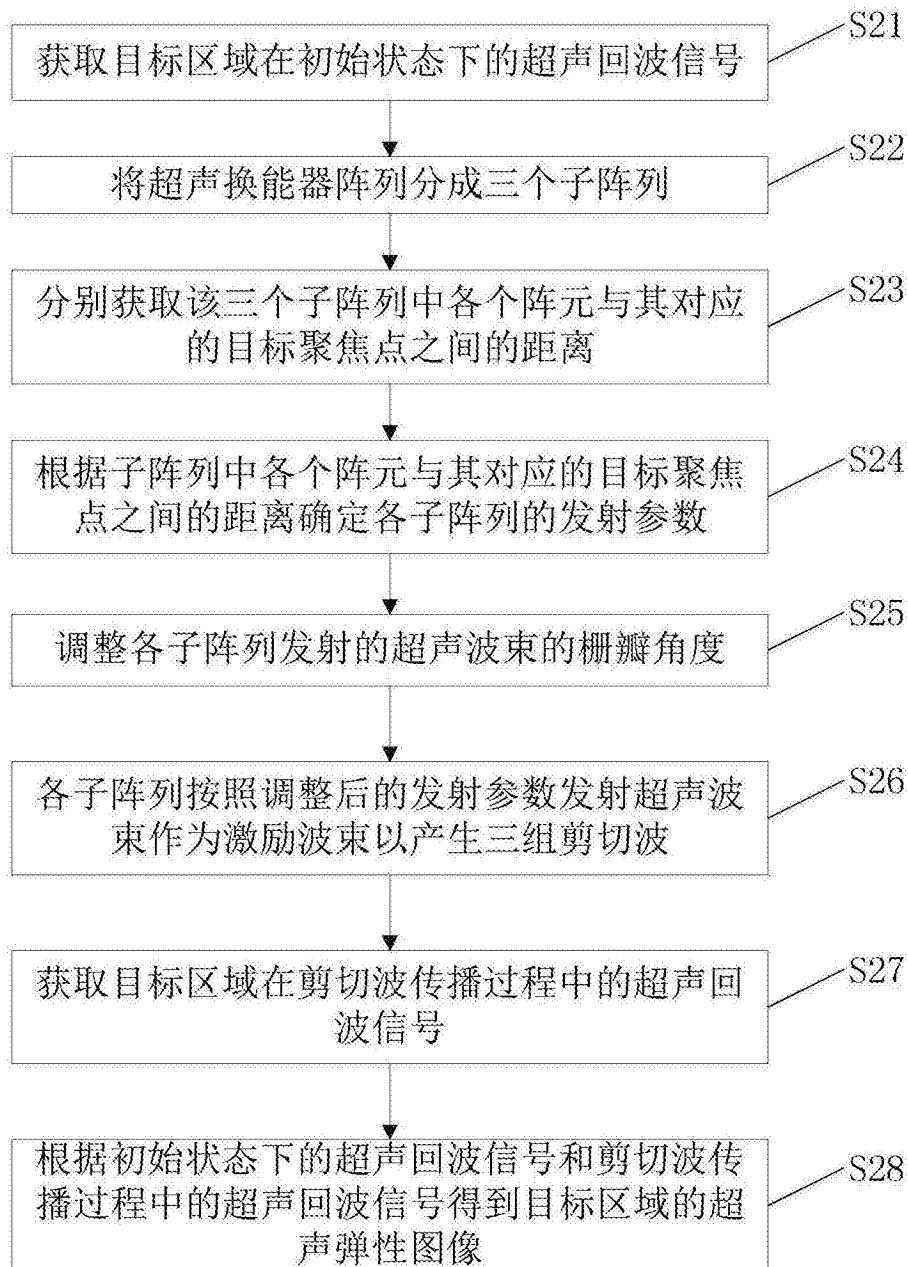 S21
获取目标区域在初始状态下的超声回波信号
S22
将超声换能器阵列分成三个子阵列
S23
分别获取该三个子阵列中各个阵元与其对应
的目标聚焦点之间的距离
S24
根据子阵列中各个阵元与其对应的目标聚焦
点之间的距离确定各子阵列的发射参数
S25
调整各子阵列发射的超声波束的栅瓣角度
S26
各子阵列按照调整后的发射参数发射超声波
束作为激励波束以产生三组剪切波
S27
获取目标区域在剪切波传播过程中的超声回
波信号
S28
根据初始状态下的超声回波信号和剪切波传
播过程中的超声回波信号得到目标区域的超
声弹性图像